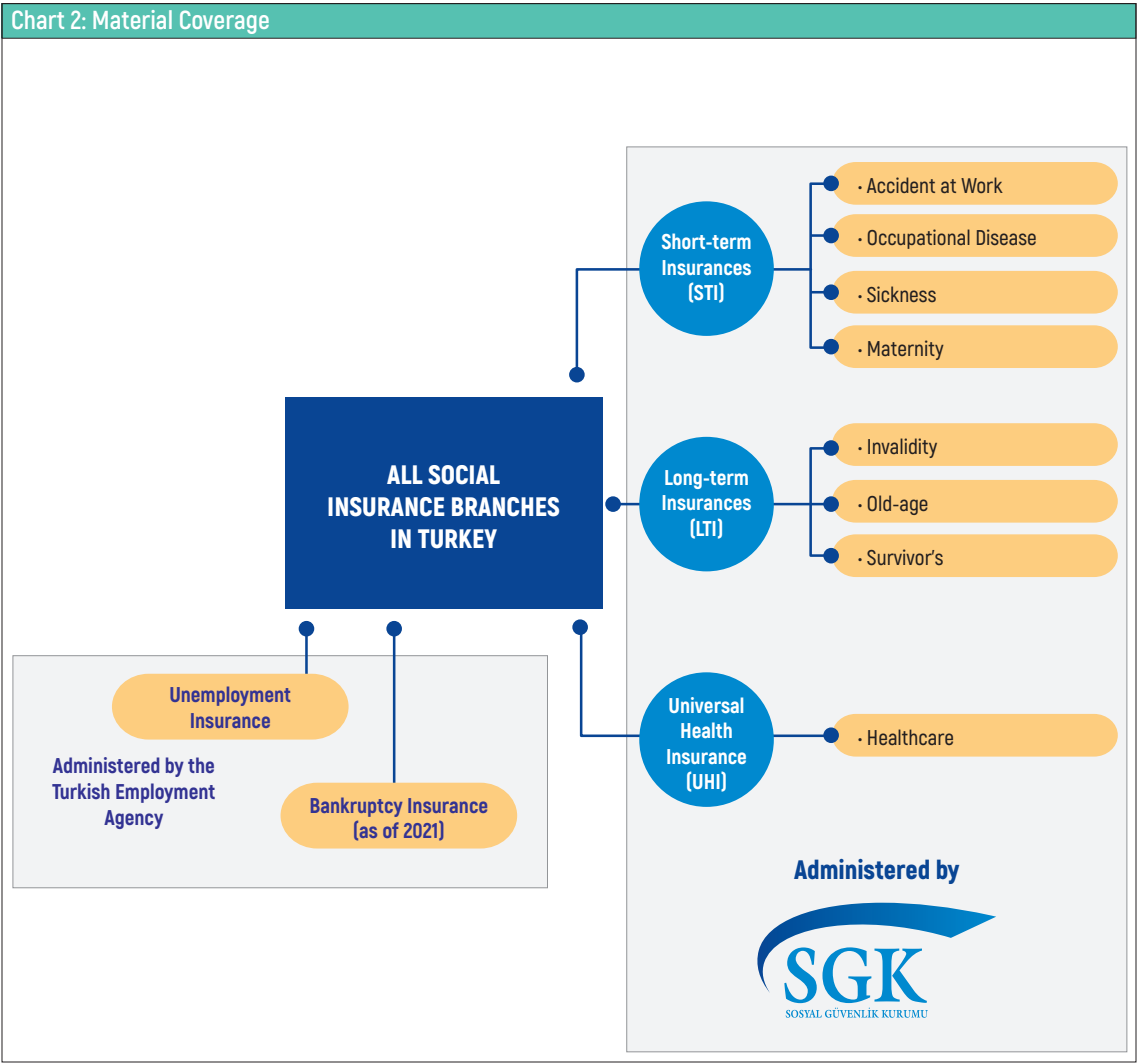 Chart 2: Material Coverage
ALL SOCIAL
INSURANCE BRANCHES
IN TURKEY
Short-term
Insurances
(STI)
· Accident at Work
· Occupational Disease
· Sickness
· Maternity
Long-term
Insurances
(LTI)
· Invalidity
· Old-age
· Survivor's
Universal
Health
Insurance
(UHI)
· Healthcare
Administered by
SGK
SOSYAL GÜVENLİK KURUMU
Unemployment
Insurance
Administered by the
Turkish Employment
Agency
Bankruptcy Insurance
(as of 2021)